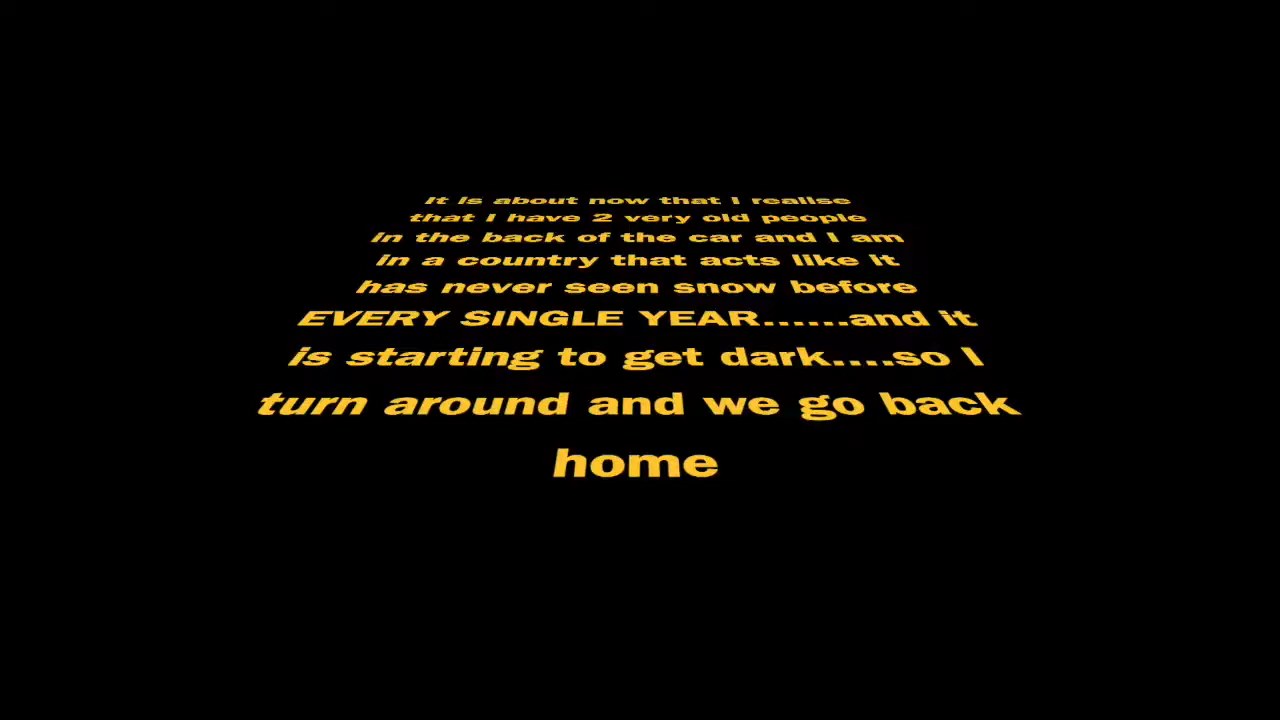 It is about now that I realise
that I have 2 very old people
in the back of the car and I am
in a country that acts like it
has never seen snow before
EVERY SINGLE YEAR......and it
is starting to get dark....so I
turn around and we go back
home